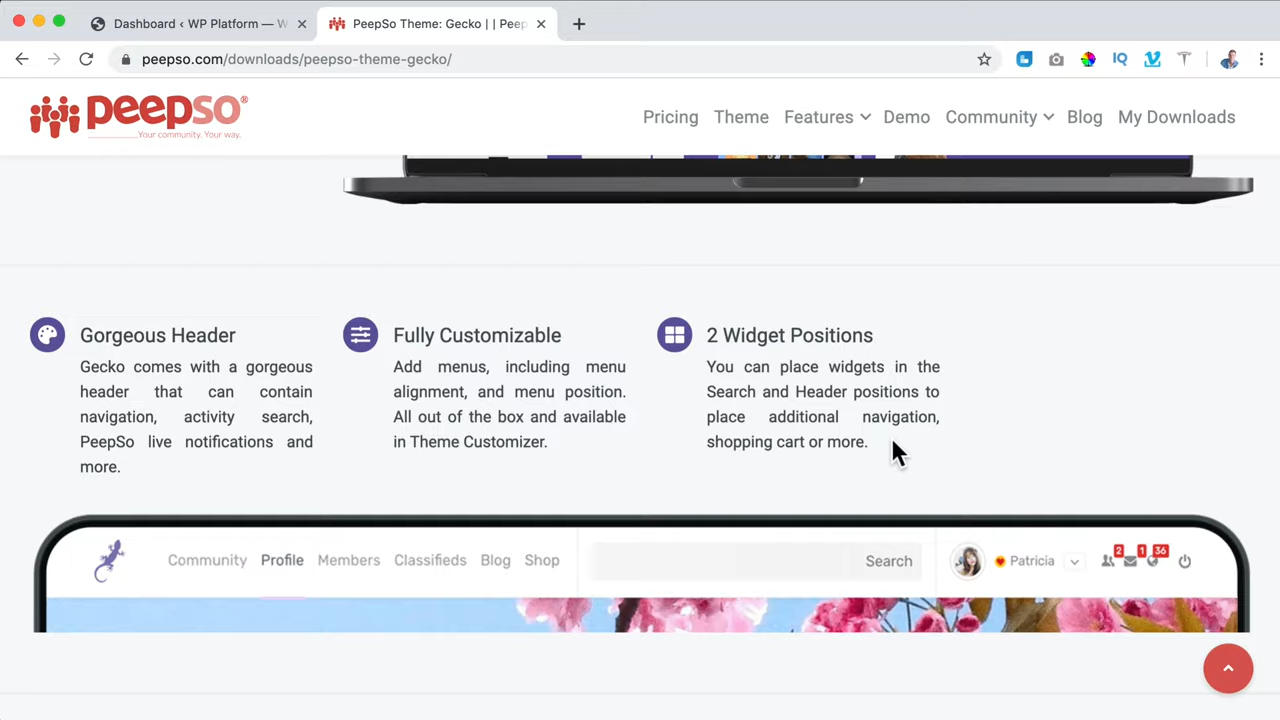 Dashboard ‹ WP Platform — W
PeepSo Theme: Gecko | | Peep
peepso.com/downloads/peepso-theme-gecko/
IQ
peepso®
Your community. Your way.
Pricing
Theme
Features
Demo
Community
Blog
My Downloads
Gorgeous Header
Gecko comes with a gorgeous
header that can contain
navigation, activity search,
PeepSo live notifications and
more.
Fully Customizable
Add menus, including menu
alignment, and menu position.
All out of the box and available
in Theme Customizer.
2 Widget Positions
You can place widgets in the
Search and Header positions to
place additional navigation,
shopping cart or more.
Community
Profile
Members
Classifieds
Blog
Shop
Search
Patricia
2
1
36